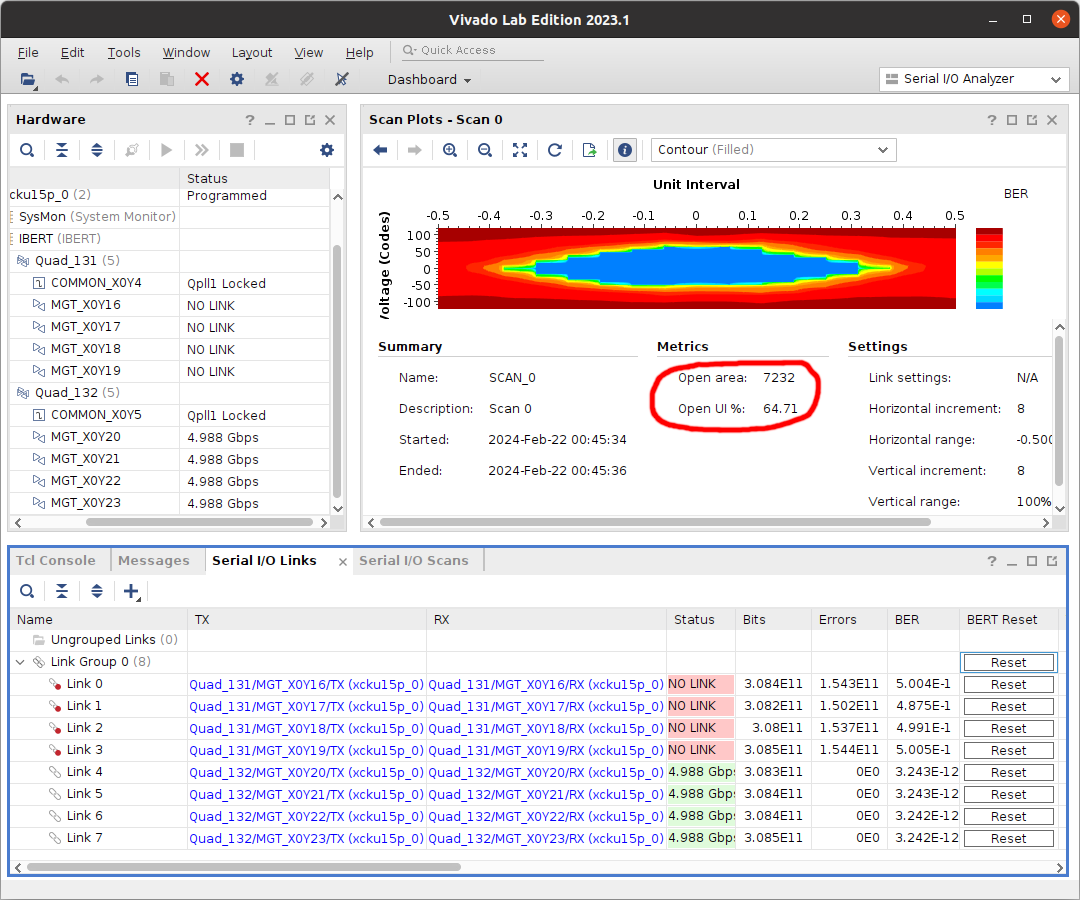 Vivado Lab Edition 2023.1
File Edit Tools Window Layout View Help Quick Access
Dashboard Serial I/O Analyzer
Hardware
Status
cku15p_0 (2) Programmed
SysMon (System Monitor)
IBERT (IBERT)
Quad_131 (5)
COMMON_X0Y4 Qpll1 Locked
MGT_X0Y16 NO LINK
MGT_X0Y17 NO LINK
MGT_X0Y18 NO LINK
MGT_X0Y19 NO LINK
Quad_132 (5)
COMMON_X0Y5 Qpll1 Locked
MGT_X0Y20 4.988 Gbps
MGT_X0Y21 4.988 Gbps
MGT_X0Y22 4.988 Gbps
MGT_X0Y23 4.988 Gbps
Scan Plots - Scan 0
Contour (Filled)
Unit Interval
BER
-0.5 -0.4 -0.3 -0.2 -0.1 0 0.1 0.2 0.3 0.4 0.5
oltage (Codes)
100
50
0
-50
-100
Summary
Name: SCAN_0
Description: Scan 0
Started: 2024-Feb-22 00:45:34
Ended: 2024-Feb-22 00:45:36
Metrics
Open area: 7232
Open UI %: 64.71
Settings
Link settings: N/A
Horizontal increment: 8
Horizontal range: -0.500
Vertical increment: 8
Vertical range: 100%
Tcl Console Messages Serial I/O Links Serial I/O Scans
Name TX RX Status Bits Errors BER BERT Reset
Ungrouped Links (0)
Link Group 0 (8) Reset
Link 0 Quad_131/MGT_X0Y16/TX (xcku15p_0) Quad_131/MGT_X0Y16/RX (xcku15p_0) NO LINK 3.084E11 1.543E11 5.004E-1 Reset
Link 1 Quad_131/MGT_X0Y17/TX (xcku15p_0) Quad_131/MGT_X0Y17/RX (xcku15p_0) NO LINK 3.082E11 1.502E11 4.875E-1 Reset
Link 2 Quad_131/MGT_X0Y18/TX (xcku15p_0) Quad_131/MGT_X0Y18/RX (xcku15p_0) NO LINK 3.08E11 1.537E11 4.991E-1 Reset
Link 3 Quad_131/MGT_X0Y19/TX (xcku15p_0) Quad_131/MGT_X0Y19/RX (xcku15p_0) NO LINK 3.085E11 1.544E11 5.005E-1 Reset
Link 4 Quad_132/MGT_X0Y20/TX (xcku15p_0) Quad_132/MGT_X0Y20/RX (xcku15p_0) 4.988 Gbps 3.083E11 0E0 3.243E-12 Reset
Link 5 Quad_132/MGT_X0Y21/TX (xcku15p_0) Quad_132/MGT_X0Y21/RX (xcku15p_0) 4.988 Gbps 3.083E11 0E0 3.243E-12 Reset
Link 6 Quad_132/MGT_X0Y22/TX (xcku15p_0) Quad_132/MGT_X0Y22/RX (xcku15p_0) 4.988 Gbps 3.084E11 0E0 3.242E-12 Reset
Link 7 Quad_132/MGT_X0Y23/TX (xcku15p_0) Quad_132/MGT_X0Y23/RX (xcku15p_0) 4.988 Gbps 3.085E11 0E0 3.242E-12 Reset